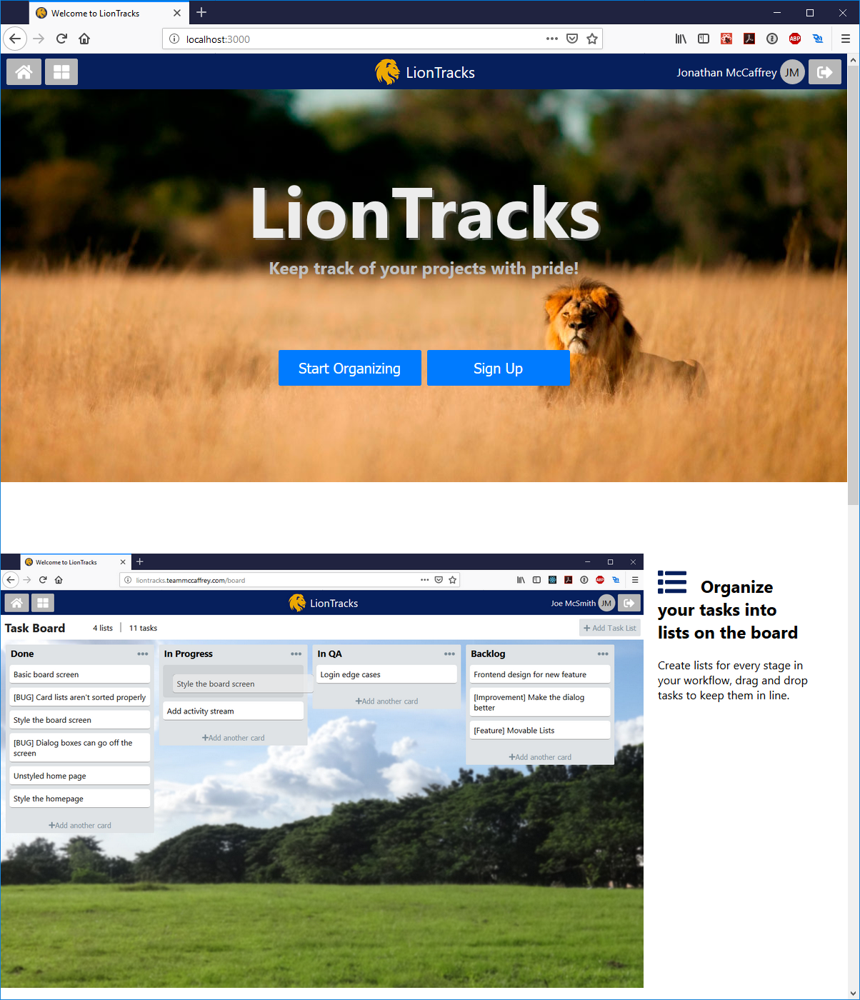 Welcome to LionTracks
localhost:3000
ABP
LionTracks
Jonathan McCaffrey JM
LionTracks
Keep track of your projects with pride!
Start Organizing
Sign Up
Welcome to LionTracks
liontracks.teammccaffrey.com/board
ABP
LionTracks
Joe McSmith JM
Task Board
4 lists
11 tasks
Add Task List
Done
Basic board screen
[BUG] Card lists aren't sorted properly
Style the board screen
[BUG] Dialog boxes can go off the
screen
Unstyled home page
Style the homepage
Add another card
In Progress
Style the board screen
Add activity stream
Add another card
In QA
Login edge cases
Add another card
Backlog
Frontend design for new feature
[Improvement] Make the dialog
better
[Feature] Movable Lists
Add another card
Organize
your tasks into
lists on the board
Create lists for every stage in
your workflow, drag and drop
tasks to keep them in line.